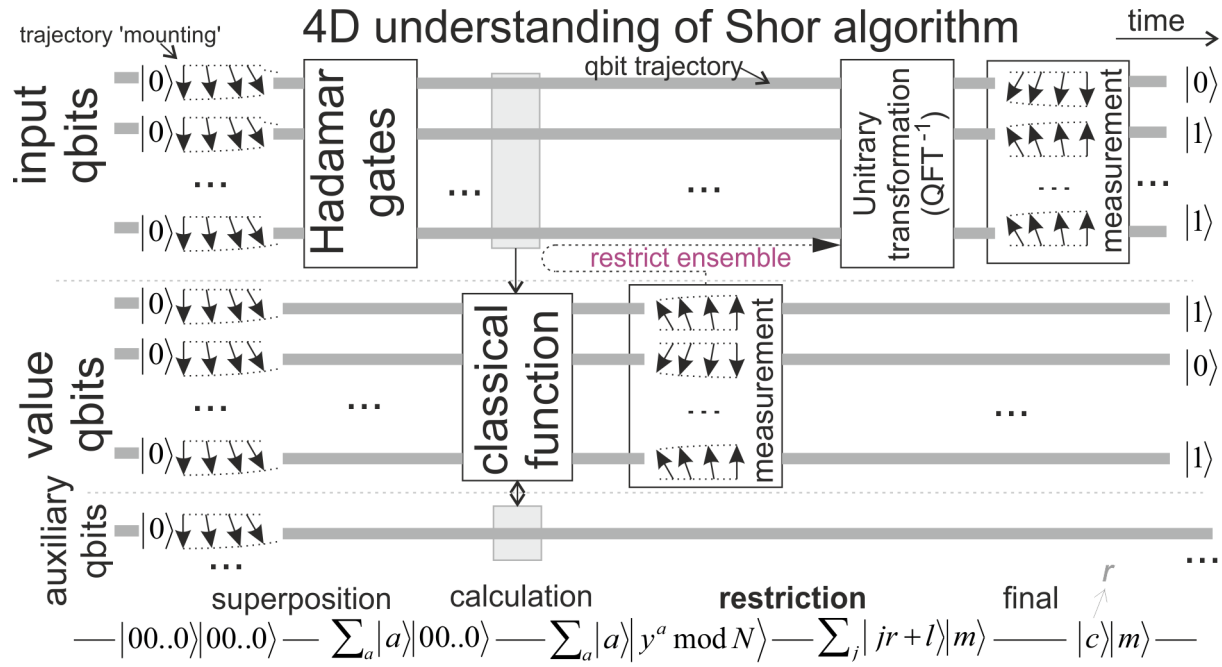 4D understanding of Shor algorithm
time
trajectory 'mounting'
qbit trajectory
input
qbits
|0⟩
|0⟩
...
|0⟩
Hadamar
gates
...
...
Unitrary
transformation
(QFT⁻¹)
- - -
measurement
...
|0⟩
|1⟩
|1⟩
restrict ensemble
value
qbits
|0⟩
|0⟩
...
|0⟩
...
classical
function
- - -
measurement
...
|1⟩
|0⟩
|1⟩
auxiliary
qbits
|0⟩
...
...
superposition calculation restriction final r
—|00..0⟩|00..0⟩ — ∑ₐ|a⟩|00..0⟩ — ∑ₐ|a⟩|yᵃ mod N⟩ — ∑ⱼ|jr + l⟩|m⟩ — |c⟩|m⟩ —